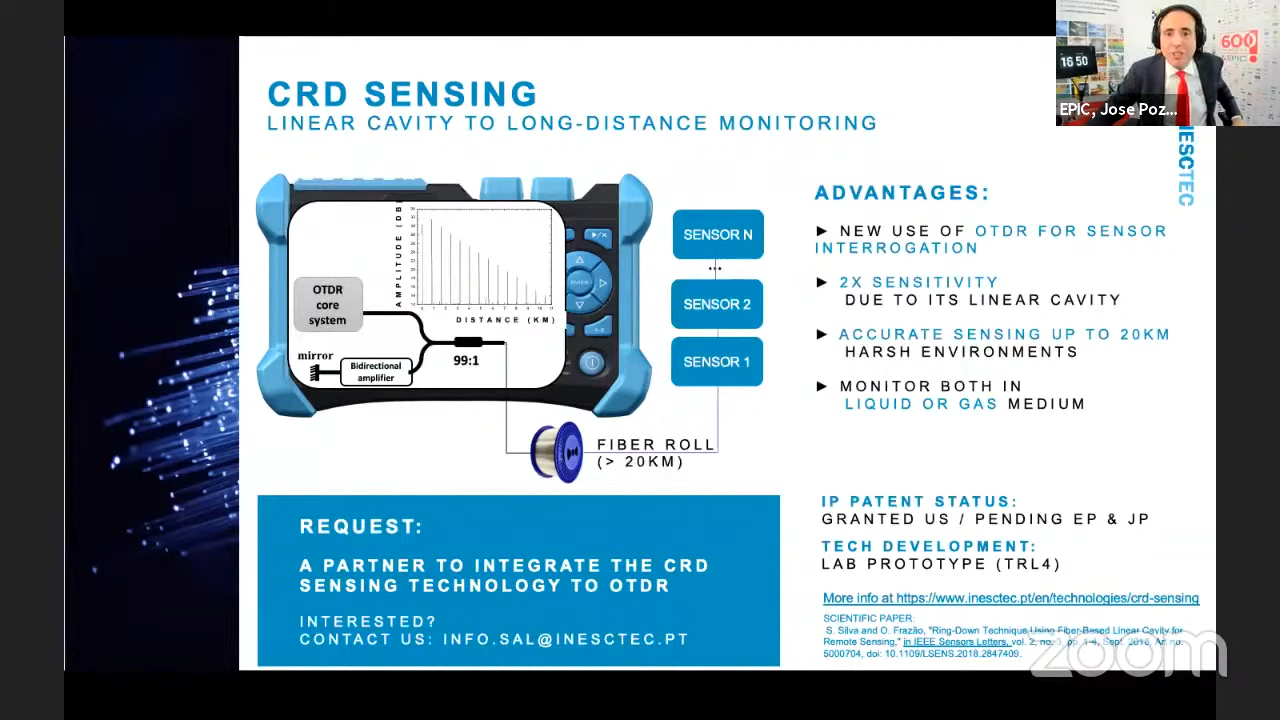 CRD SENSING
LINEAR CAVITY TO LONG-DISTANCE MONITORING
16 50
600
EPIC
EPIC, Jose Poz...
INESCTEC
AMPLITUDE (DB)
DISTANCE (KM)
OTDR
core
system
mirror
Bidirectional
amplifier
99:1
ENTER
SENSOR N
...
SENSOR 2
SENSOR 1
FIBER ROLL
(> 20KM)
ADVANTAGES:
► NEW USE OF OTDR FOR SENSOR
INTERROGATION
► 2X SENSITIVITY
DUE TO ITS LINEAR CAVITY
► ACCURATE SENSING UP TO 20KM
HARSH ENVIRONMENTS
► MONITOR BOTH IN
LIQUID OR GAS MEDIUM
REQUEST:
A PARTNER TO INTEGRATE THE CRD
SENSING TECHNOLOGY TO OTDR
INTERESTED?
CONTACT US: INFO.SAL@INESCTEC.PT
IP PATENT STATUS:
GRANTED US / PENDING EP & JP
TECH DEVELOPMENT:
LAB PROTOTYPE (TRL4)
More info at https://www.inesctec.pt/en/technologies/crd-sensing
SCIENTIFIC PAPER:
S. Silva and O. Frazão, "Ring-Down Technique Using Fiber-Based Linear Cavity for
Remote Sensing," in IEEE Sensors Letters, vol. 2, no. pp. 1-4, Sept. 2018, Art no.
5000704, doi: 10.1109/LSENS.2018.2847409.
zoom